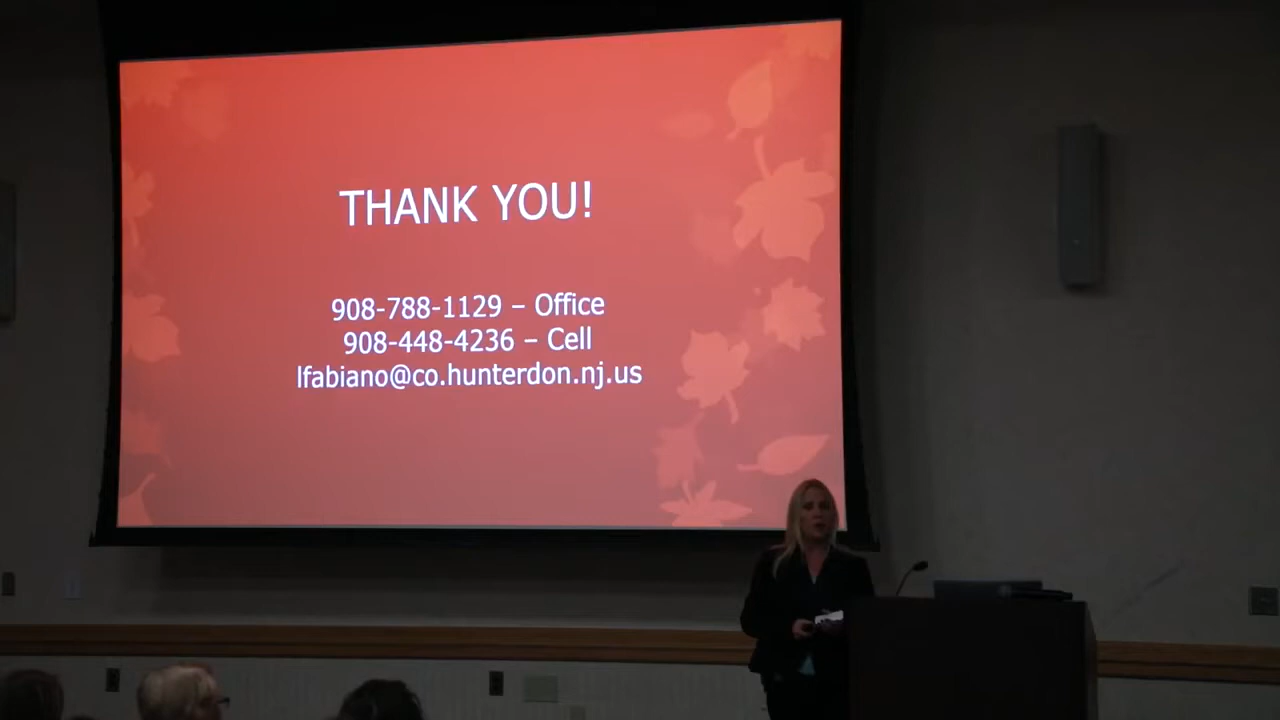 THANK YOU!
908-788-1129 – Office
908-448-4236 – Cell
lfabiano@co.hunterdon.nj.us